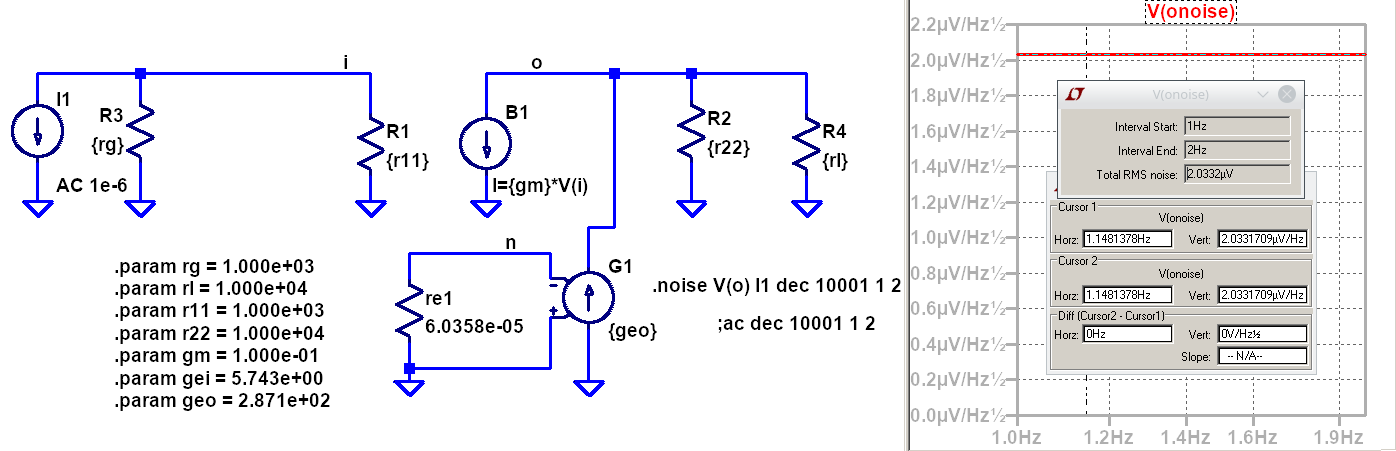 I1
AC 1e-6
R3
{rg}
i
R1
{r11}
o
B1
I={gm}*V(i)
R2
{r22}
R4
{rl}
n
re1
6.0358e-05
G1
{geo}
.param rg = 1.000e+03
.param rl = 1.000e+04
.param r11 = 1.000e+03
.param r22 = 1.000e+04
.param gm = 1.000e-01
.param gei = 5.743e+00
.param geo = 2.871e+02
.noise V(o) I1 dec 10001 1 2
;ac dec 10001 1 2
V(onoise)
2.2µV/Hz½
2.0µV/Hz½
1.8µV/Hz½
1.6µV/Hz½
1.4µV/Hz½
1.2µV/Hz½
1.0µV/Hz½
0.8µV/Hz½
0.6µV/Hz½
0.4µV/Hz½
0.2µV/Hz½
0.0µV/Hz½
1.0Hz 1.2Hz 1.4Hz 1.6Hz 1.9Hz
V(onoise)
Interval Start: 1Hz
Interval End: 2Hz
Total RMS noise: 2.0332µV
Cursor 1
V(onoise)
Horz: 1.1481378Hz Vert: 2.0331709µV/Hz
Cursor 2
V(onoise)
Horz: 1.1481378Hz Vert: 2.0331709µV/Hz
Diff (Cursor2 - Cursor1)
Horz: 0Hz Vert: 0V/Hz½
Slope: -- N/A--